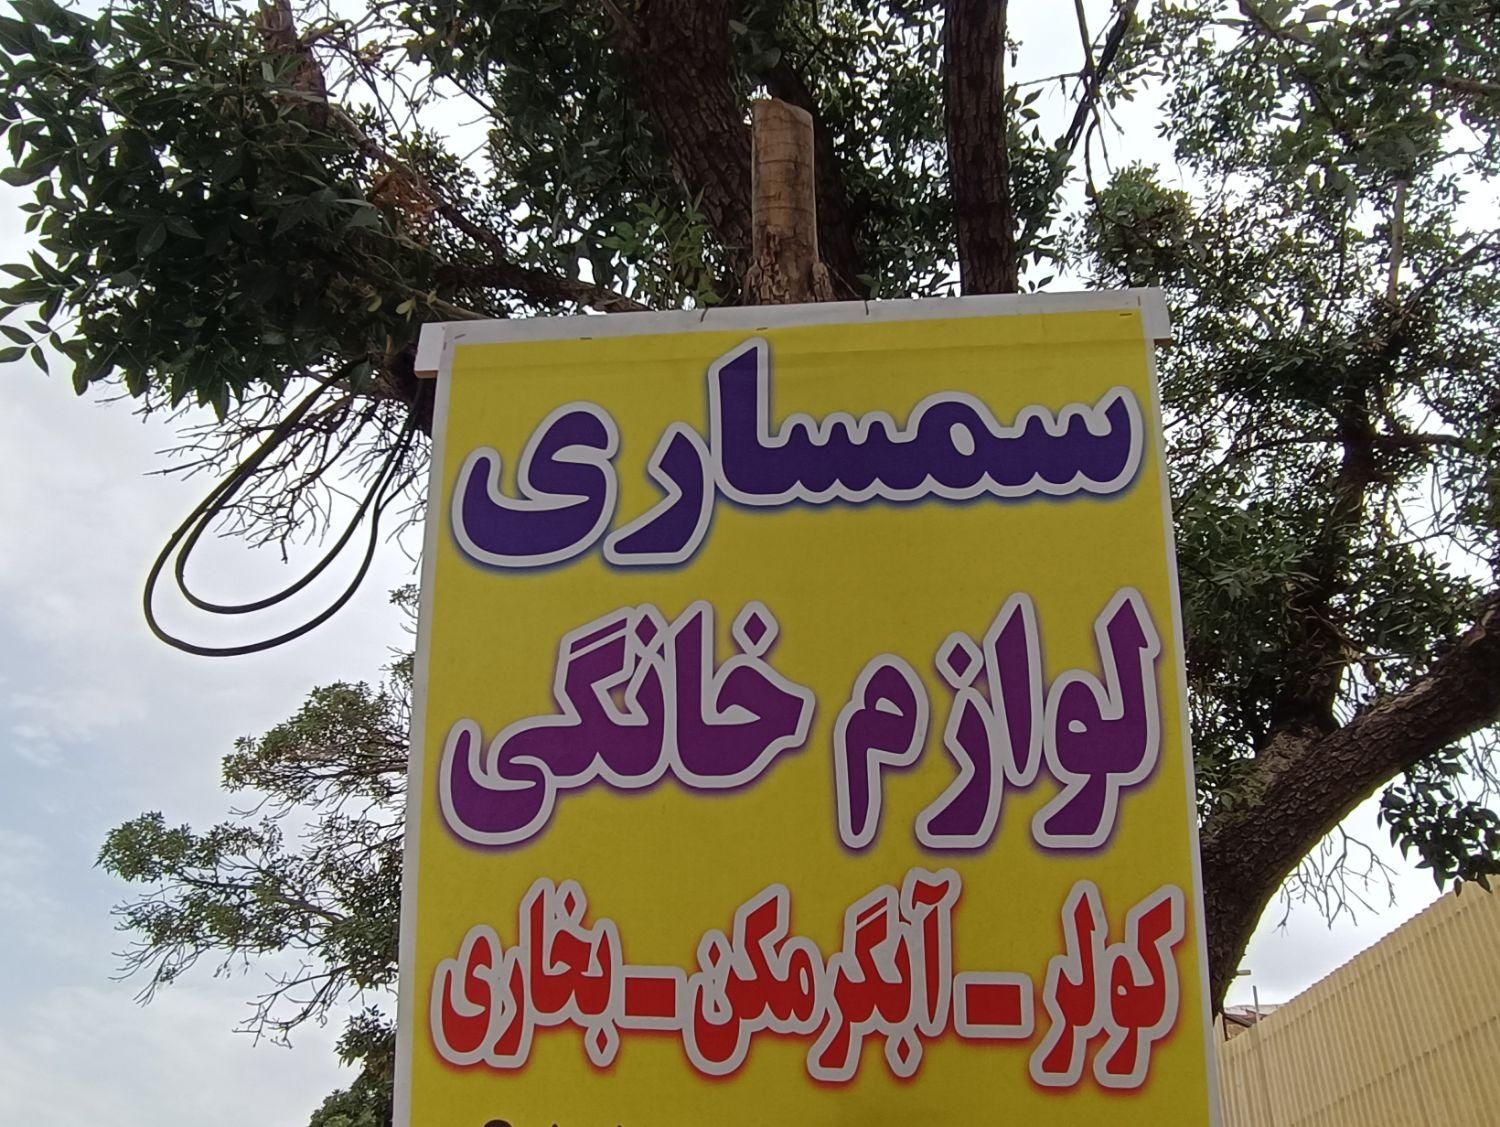 سمساری
لوازم خانگی
کولر - آبگرمکن - بخاری